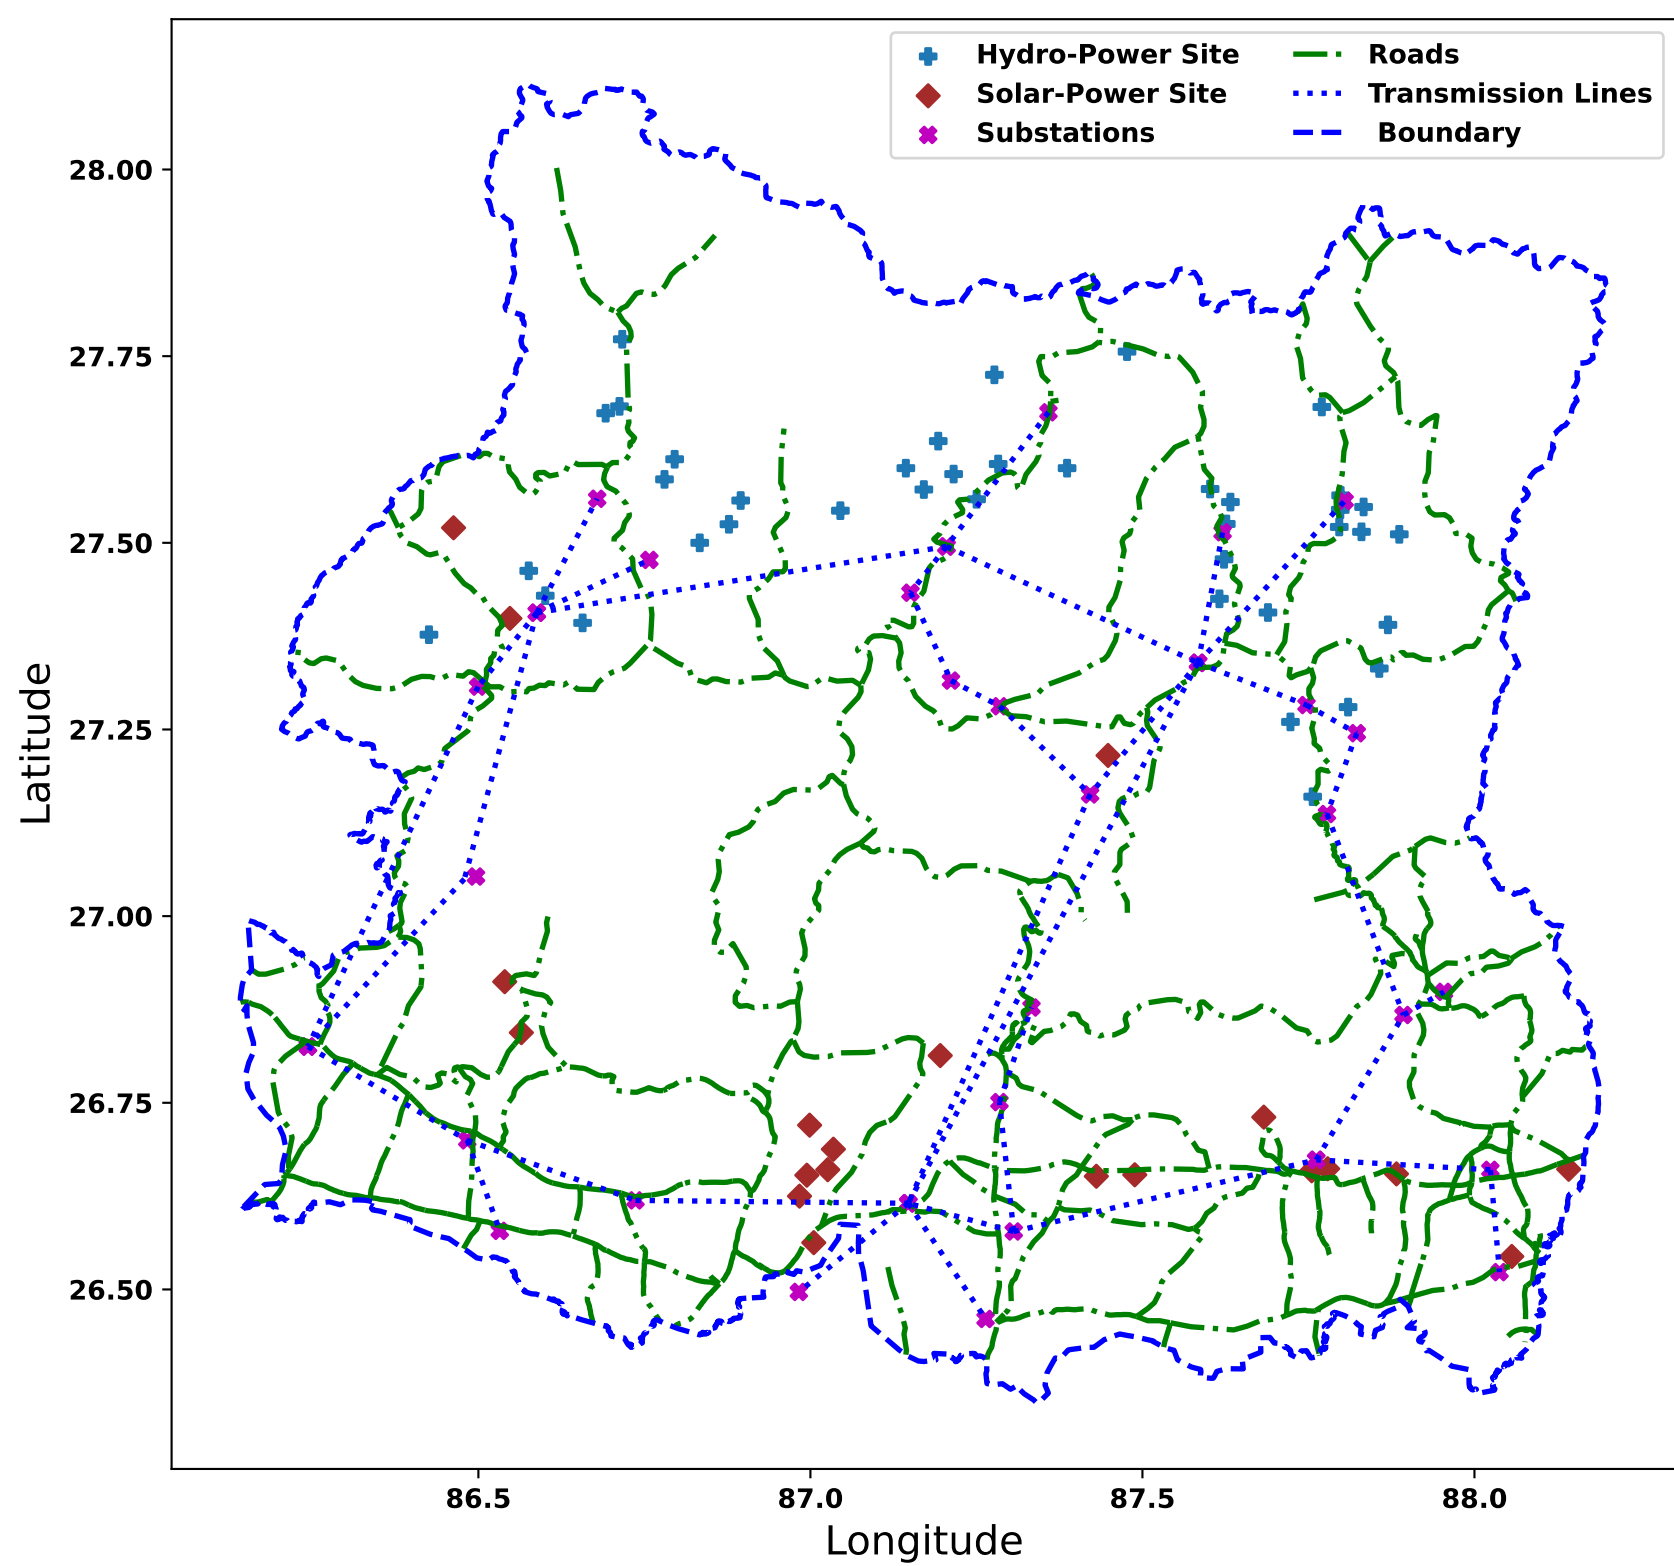 Hydro-Power Site
Solar-Power Site
Substations
Roads
Transmission Lines
Boundary
28.00
27.75
27.50
27.25
27.00
26.75
26.50
Latitude
86.5
87.0
87.5
88.0
Longitude